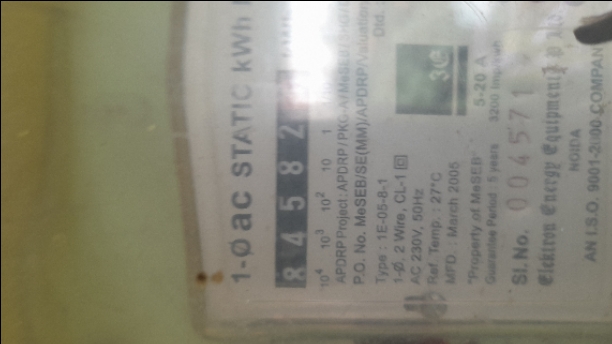 1-Ø ac STATIC kWh
8 4 5 8 2
10⁴ 10³ 10² 10 1
APDRP Project : APDRP/PKG-A/MeSEB/
P.O. No. MeSEB/SE(MM)/APDRP/Valuation
Dtd.
Type : 1E-05-8-1
1-Ø, 2 Wire, CL-1
AC 230V, 50Hz
Ref. Temp. : 27°C
MFD. March 2005
5-20 A
3200 Imp/kwh
"Property of MeSEB"
Guarantee Period : 5 years
Sl. No. 004571
Elektron Energy Equipment
NOIDA
AN I.S.O. 9001-2000 COMPAN